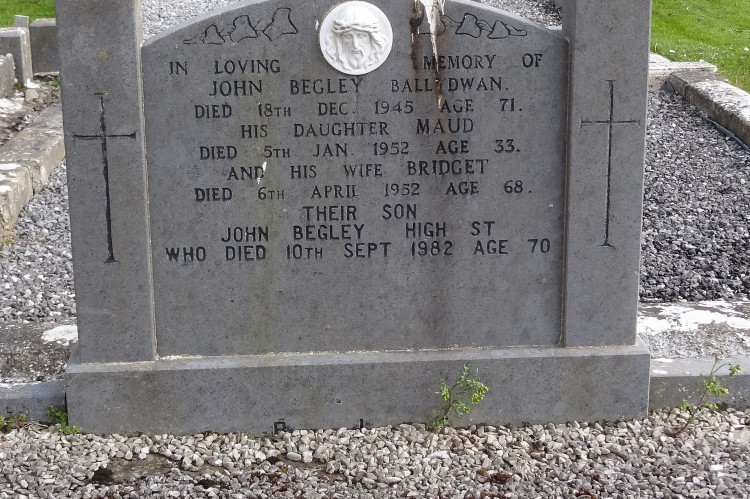 IN LOVING MEMORY OF
JOHN BEGLEY BALLYDWAN.
DIED 18TH DEC. 1945 AGE 71.
HIS DAUGHTER MAUD
DIED 5TH JAN. 1952 AGE 33.
AND HIS WIFE BRIDGET
DIED 6TH APRIL 1952 AGE 68.
THEIR SON
JOHN BEGLEY HIGH ST
WHO DIED 10TH SEPT 1982 AGE 70